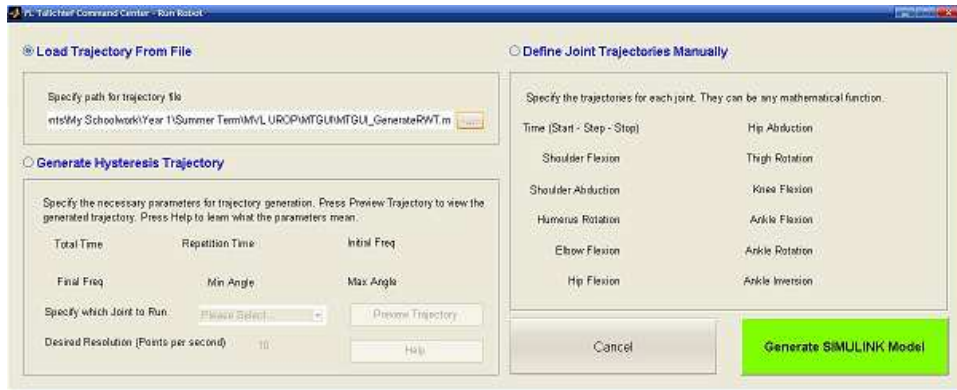 M. Tallchief Command Center - Run Robot
Load Trajectory From File
Specify path for trajectory file
nts\My Schoolwork\Year 1\Summer Term\MVL UROP\MTGUI\MTGUI_GenerateRWT.m
...
Generate Hysteresis Trajectory
Specify the necessary parameters for trajectory generation. Press Preview Trajectory to view the
generated trajectory. Press Help to learn what the parameters mean.
Total Time Repetition Time Initial Freq
Final Freq Min Angle Max Angle
Specify which Joint to Run Please Select... Preview Trajectory
Desired Resolution (Points per second) 10 Help
Define Joint Trajectories Manually
Specify the trajectories for each joint. They can be any mathematical function.
Time (Start - Step - Stop) Hip Abduction
Shoulder Flexion Thigh Rotation
Shoulder Abduction Knee Flexion
Humerus Rotation Ankle Flexion
Elbow Flexion Ankle Rotation
Hip Flexion Ankle Inversion
Cancel Generate SIMULINK Model